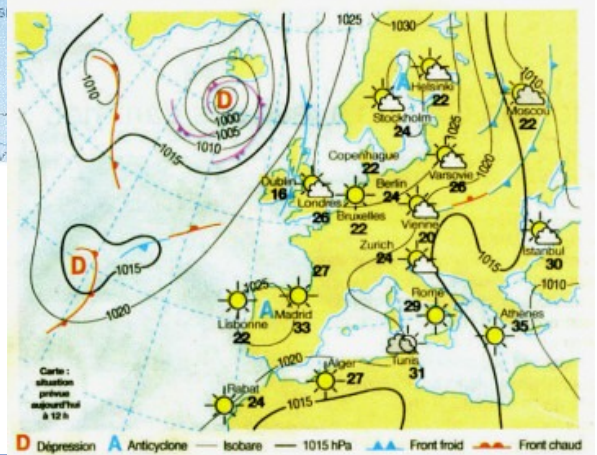 1025
1030
1010
A
Helsinki
22
1010
D
1000
1005
1010
Stockholm
24
1025
Moscou
22
1015
Copenhague
22
1020
Varsovie
26
Dublin
16
Londres
26
Berlin
24
Bruxelles
22
Vienne
20
Zurich
24
1015
Istanbul
30
D
1015
1020
27
1025
A
Madrid
33
Lisbonne
22
Rome
29
1010
Athènes
35
Tunis
31
1020
Alger
27
Rabat
24
1015
Carte :
situation
prévue
aujourd'hui
à 12 h
D Dépression A Anticyclone Isobare 1015 hPa Front froid Front chaud